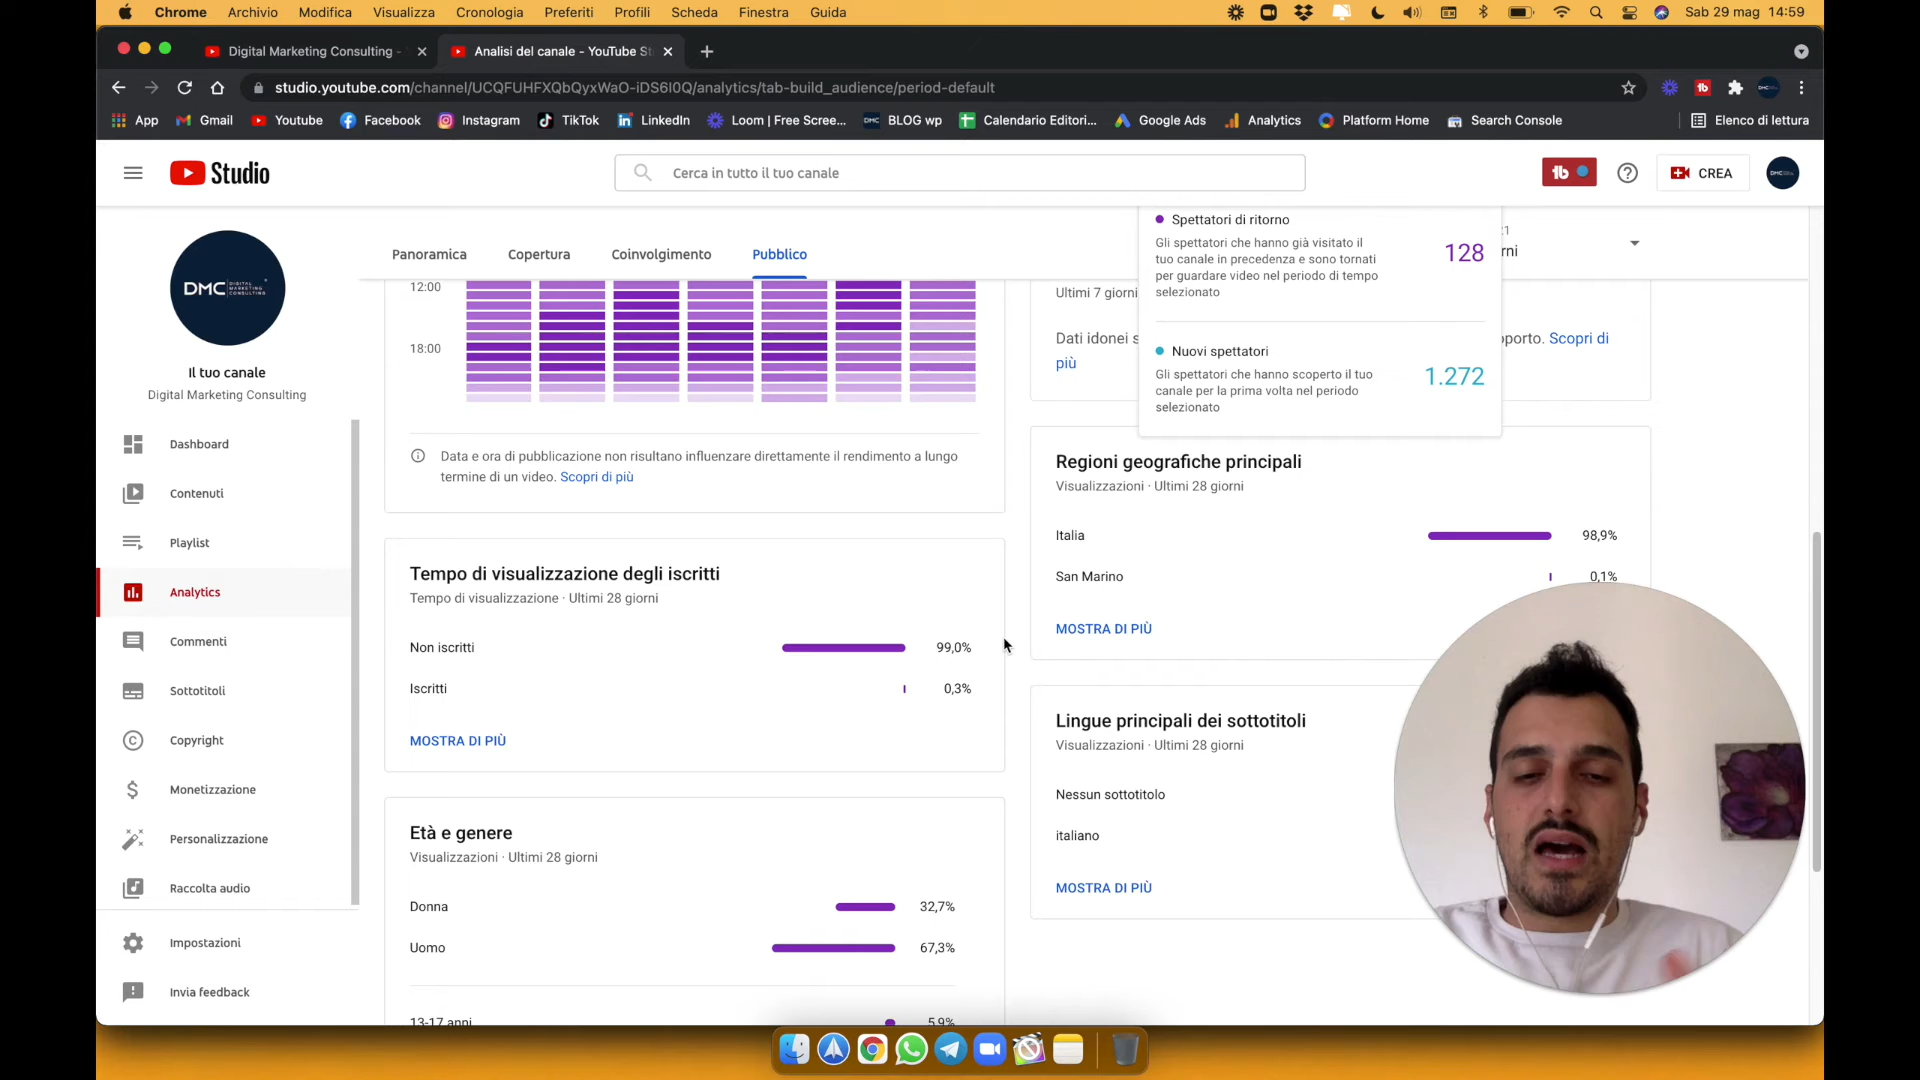 Chrome Archivio Modifica Visualizza Cronologia Preferiti Profili Scheda Finestra Guida Sab 29 mag 14:59
Digital Marketing Consulting -
Analisi del canale - YouTube St
studio.youtube.com/channel/UCQFUHFXQbQyxWaO-iDS6I0Q/analytics/tab-build_audience/period-default
App Gmail Youtube Facebook Instagram TikTok LinkedIn Loom | Free Scree... BLOG wp Calendario Editori... Google Ads Analytics Platform Home Search Console Elenco di lettura
Studio
Cerca in tutto il tuo canale
CREA
DMC DIGITAL MARKETING CONSULTING
Il tuo canale
Digital Marketing Consulting
Dashboard
Contenuti
Playlist
Analytics
Commenti
Sottotitoli
Copyright
Monetizzazione
Personalizzazione
Raccolta audio
Impostazioni
Invia feedback
Panoramica Copertura Coinvolgimento Pubblico
12:00
18:00
Data e ora di pubblicazione non risultano influenzare direttamente il rendimento a lungo
termine di un video. Scopri di più
Tempo di visualizzazione degli iscritti
Tempo di visualizzazione · Ultimi 28 giorni
Non iscritti 99,0%
Iscritti 0,3%
MOSTRA DI PIÙ
Età e genere
Visualizzazioni · Ultimi 28 giorni
Donna 32,7%
Uomo 67,3%
13-17 anni 5,9%
Spettatori di ritorno
Gli spettatori che hanno già visitato il
tuo canale in precedenza e sono tornati
per guardare video nel periodo di tempo
selezionato
128
Nuovi spettatori
Gli spettatori che hanno scoperto il tuo
canale per la prima volta nel periodo
selezionato
1.272
Ultimi 7 giorni
Dati idonei s
pporto. Scopri di
più
Regioni geografiche principali
Visualizzazioni · Ultimi 28 giorni
Italia 98,9%
San Marino 0,1%
MOSTRA DI PIÙ
Lingue principali dei sottotitoli
Visualizzazioni · Ultimi 28 giorni
Nessun sottotitolo
italiano
MOSTRA DI PIÙ